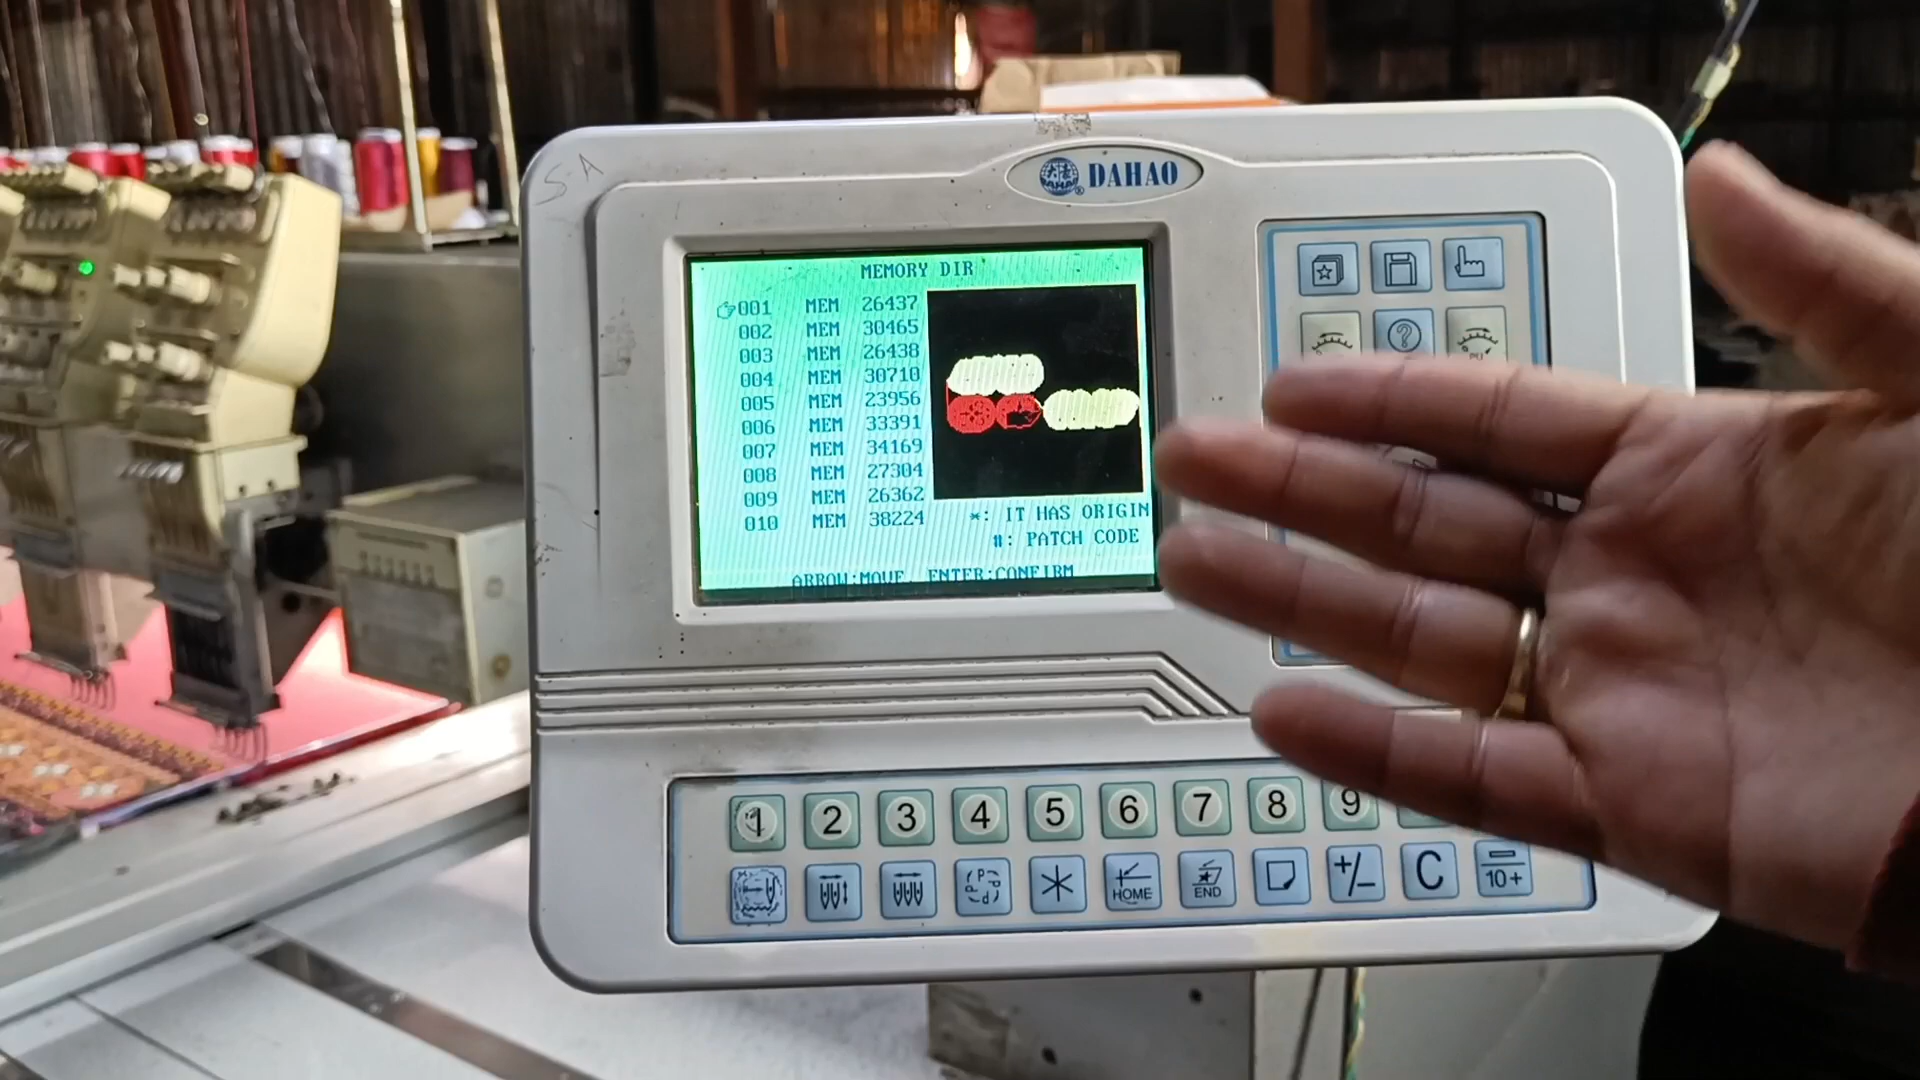 S-A
DAHAO
MEMORY DIR
001 MEM 26437
002 MEM 30465
003 MEM 26438
004 MEM 30710
005 MEM 23956
006 MEM 33391
007 MEM 34169
008 MEM 27304
009 MEM 26362
010 MEM 38224
*: IT HAS ORIGIN
#: PATCH CODE
ARROW:MOVE ENTER:CONFIRM
?
1 2 3 4 5 6 7 8 9
P P P d * HOME END +/- C 10+